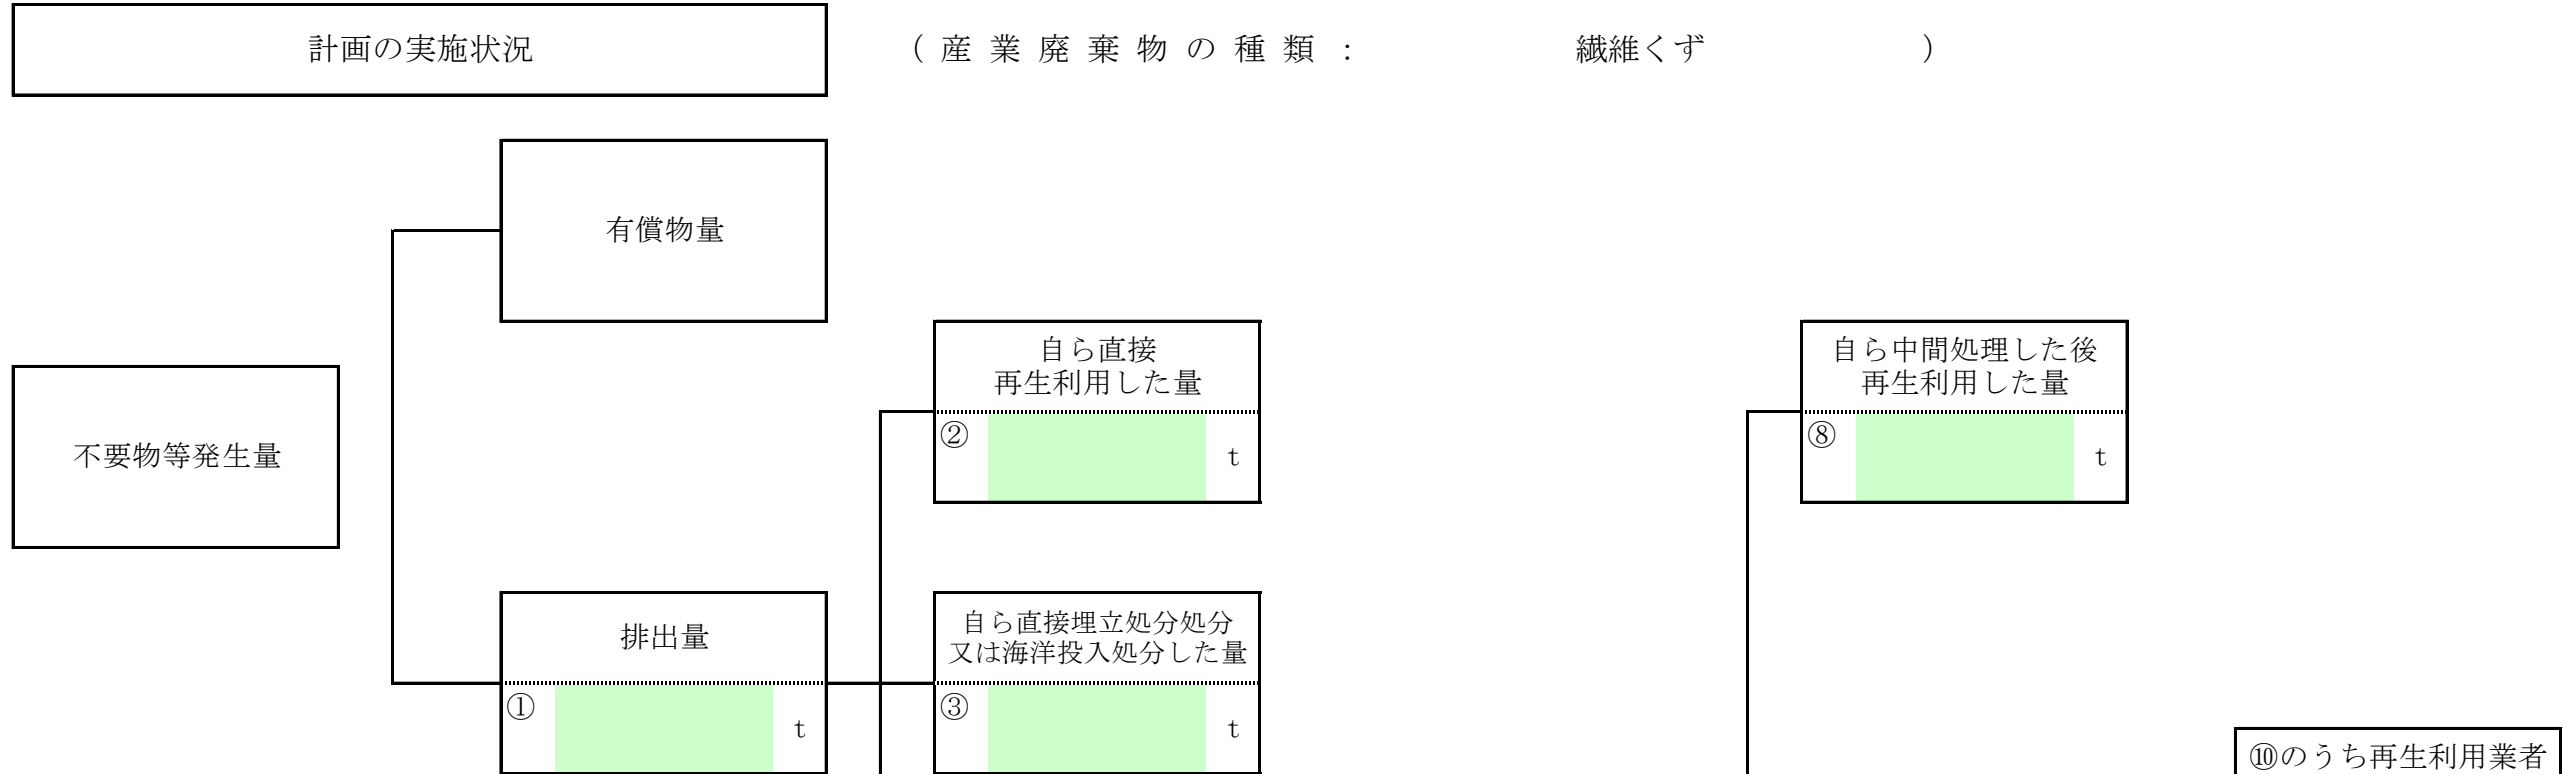 計画の実施状況
（産業廃棄物の種類： 繊維くず ）
有償物量
自ら直接
再生利用した量
② t
自ら中間処理した後
再生利用した量
⑧ t
不要物等発生量
排出量
① t
自ら直接埋立処分処分
又は海洋投入処分した量
③ t
⑩のうち再生利用業者